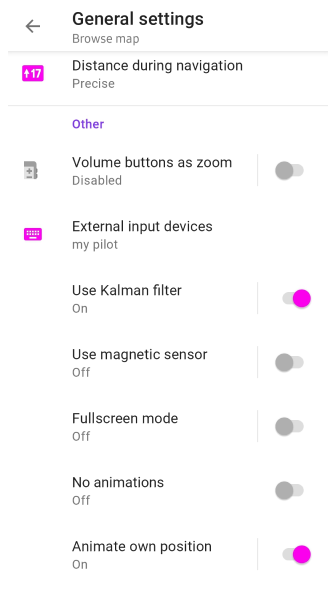 General settings
Browse map
17
Distance during navigation
Precise
Other
Volume buttons as zoom
Disabled
External input devices
my pilot
Use Kalman filter
On
Use magnetic sensor
Off
Fullscreen mode
Off
No animations
Off
Animate own position
On